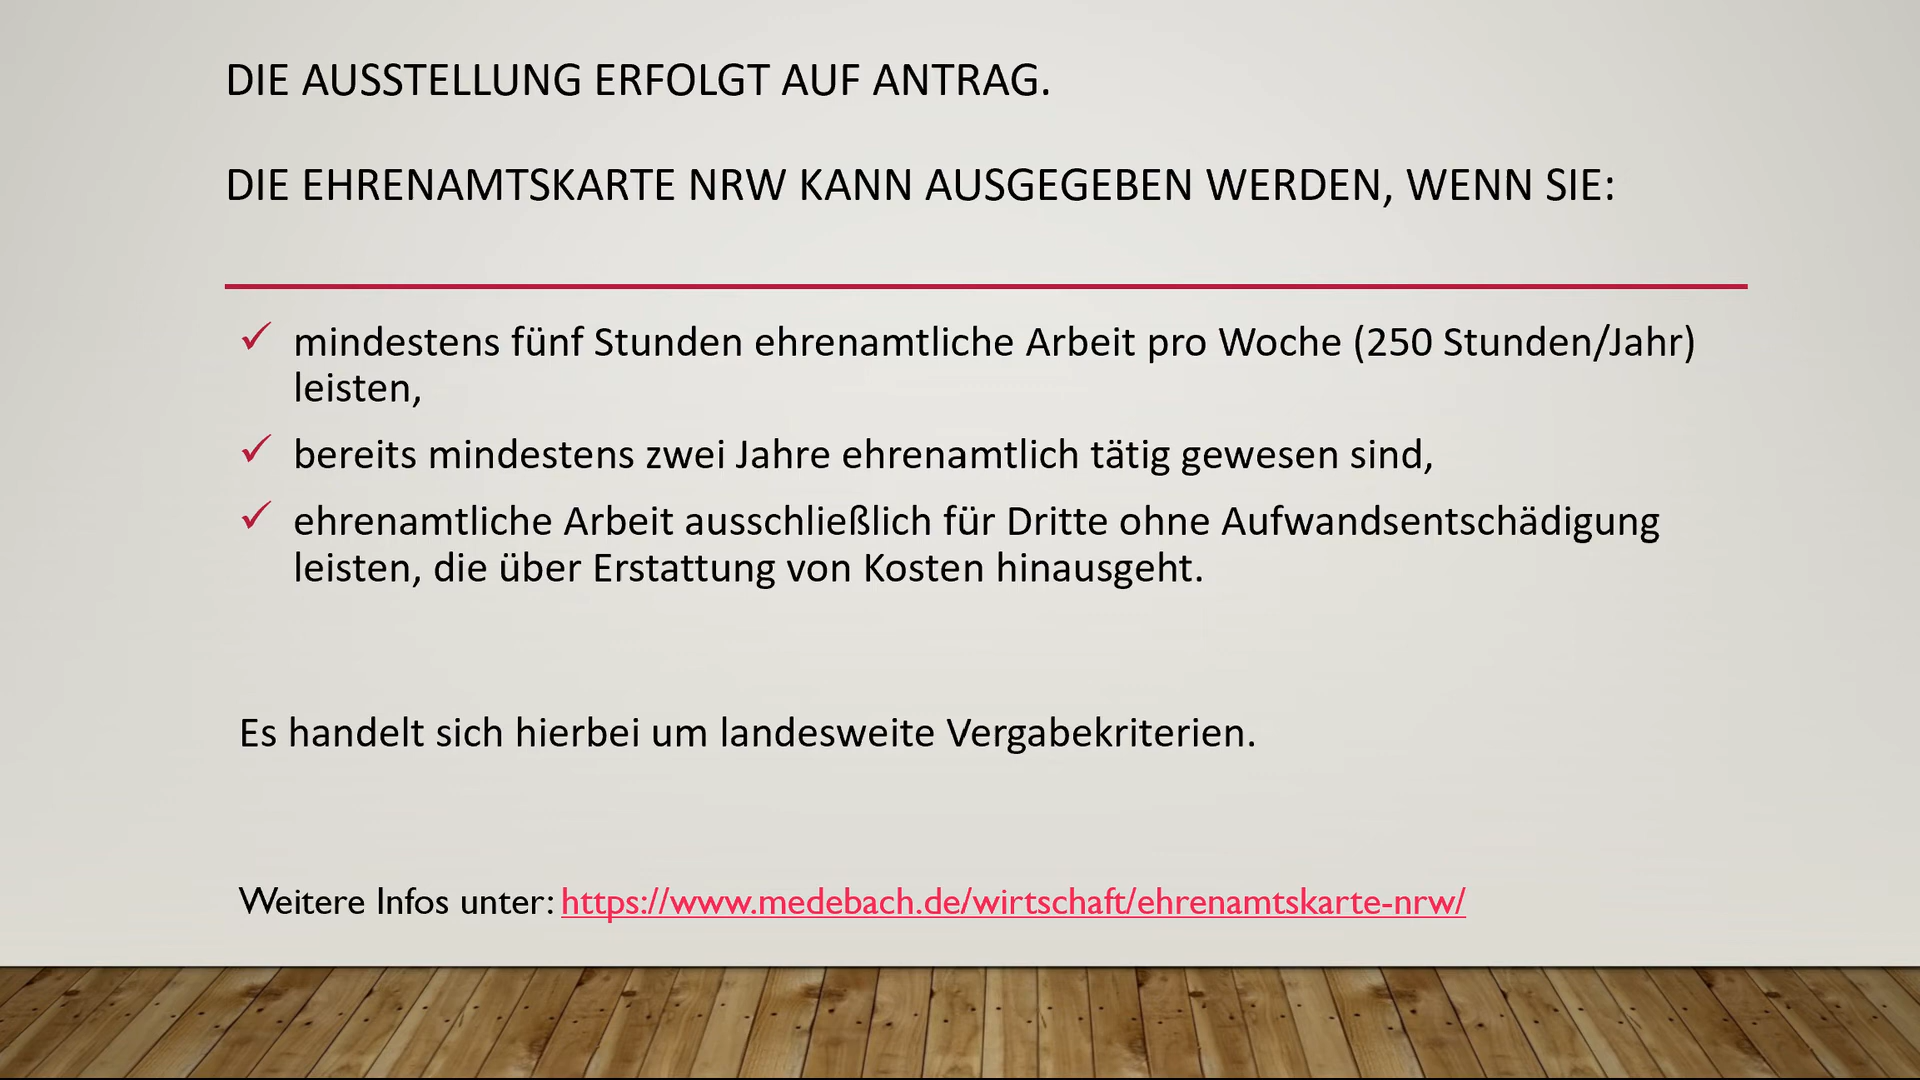 DIE AUSSTELLUNG ERFOLGT AUF ANTRAG.
DIE EHRENAMTSKARTE NRW KANN AUSGEGEBEN WERDEN, WENN SIE:
✓ mindestens fünf Stunden ehrenamtliche Arbeit pro Woche (250 Stunden/Jahr)
leisten,
✓ bereits mindestens zwei Jahre ehrenamtlich tätig gewesen sind,
✓ ehrenamtliche Arbeit ausschließlich für Dritte ohne Aufwandsentschädigung
leisten, die über Erstattung von Kosten hinausgeht.
Es handelt sich hierbei um landesweite Vergabekriterien.
Weitere Infos unter: https://www.medebach.de/wirtschaft/ehrenamtskarte-nrw/